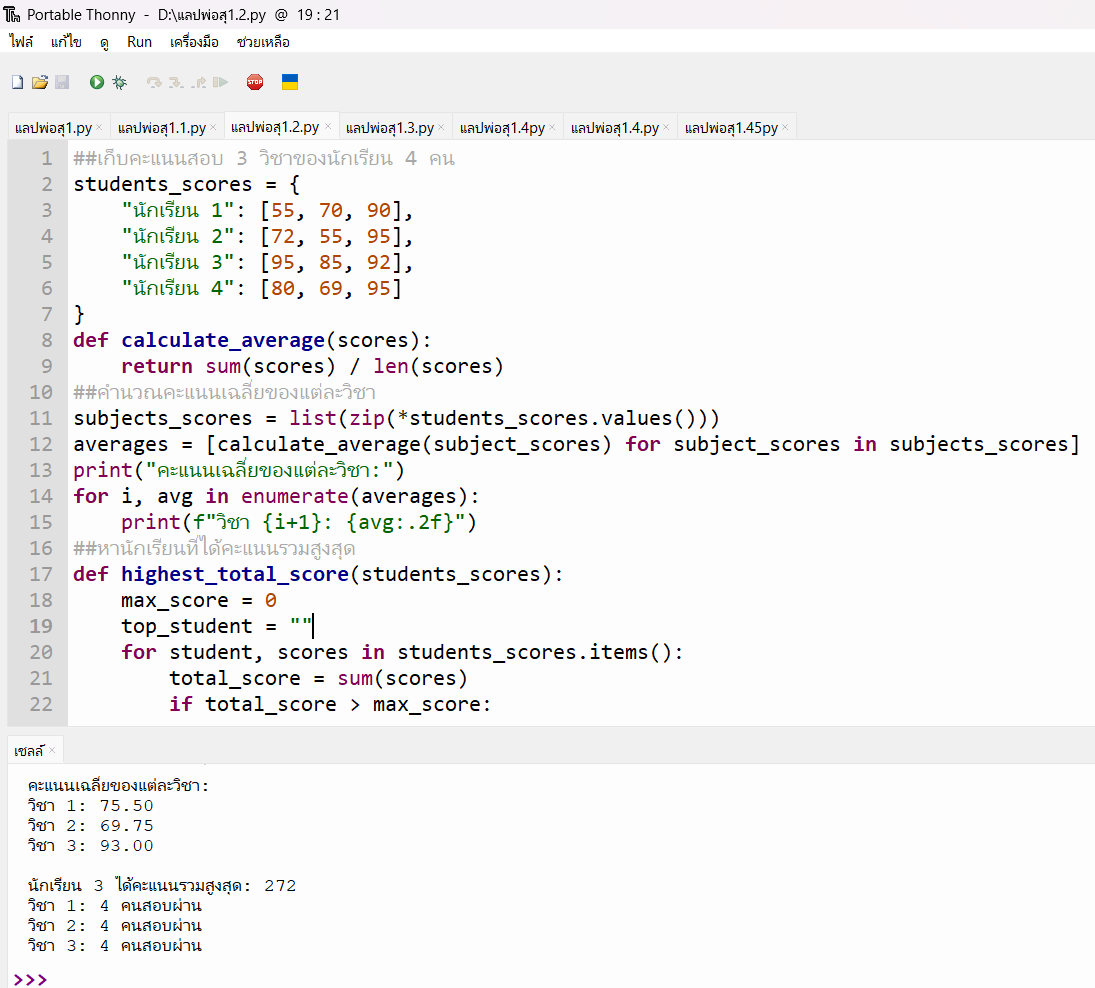 Portable Thonny - D:\แลปพ่อสุ1.2.py @ 19 : 21
ไฟล์ แก้ไข ดู Run เครื่องมือ ช่วยเหลือ
STOP
แลปพ่อสุ1.py × แลปพ่อสุ1.1.py × แลปพ่อสุ1.2.py × แลปพ่อสุ1.3.py × แลปพ่อสุ1.4py × แลปพ่อสุ1.4.py × แลปพ่อสุ1.45py ×
1 ##เก็บคะแนนสอบ 3 วิชาของนักเรียน 4 คน
2 students_scores = {
3     "นักเรียน 1": [55, 70, 90],
4     "นักเรียน 2": [72, 55, 95],
5     "นักเรียน 3": [95, 85, 92],
6     "นักเรียน 4": [80, 69, 95]
7 }
8 def calculate_average(scores):
9     return sum(scores) / len(scores)
10 ##คำนวณคะแนนเฉลี่ยของแต่ละวิชา
11 subjects_scores = list(zip(*students_scores.values()))
12 averages = [calculate_average(subject_scores) for subject_scores in subjects_scores]
13 print("คะแนนเฉลี่ยของแต่ละวิชา:")
14 for i, avg in enumerate(averages):
15     print(f"วิชา {i+1}: {avg:.2f}")
16 ##หานักเรียนที่ได้คะแนนรวมสูงสุด
17 def highest_total_score(students_scores):
18     max_score = 0
19     top_student = ""
20     for student, scores in students_scores.items():
21         total_score = sum(scores)
22         if total_score > max_score:
เชลล์ ×
คะแนนเฉลี่ยของแต่ละวิชา:
วิชา 1: 75.50
วิชา 2: 69.75
วิชา 3: 93.00
นักเรียน 3 ได้คะแนนรวมสูงสุด: 272
วิชา 1: 4 คนสอบผ่าน
วิชา 2: 4 คนสอบผ่าน
วิชา 3: 4 คนสอบผ่าน
>>>